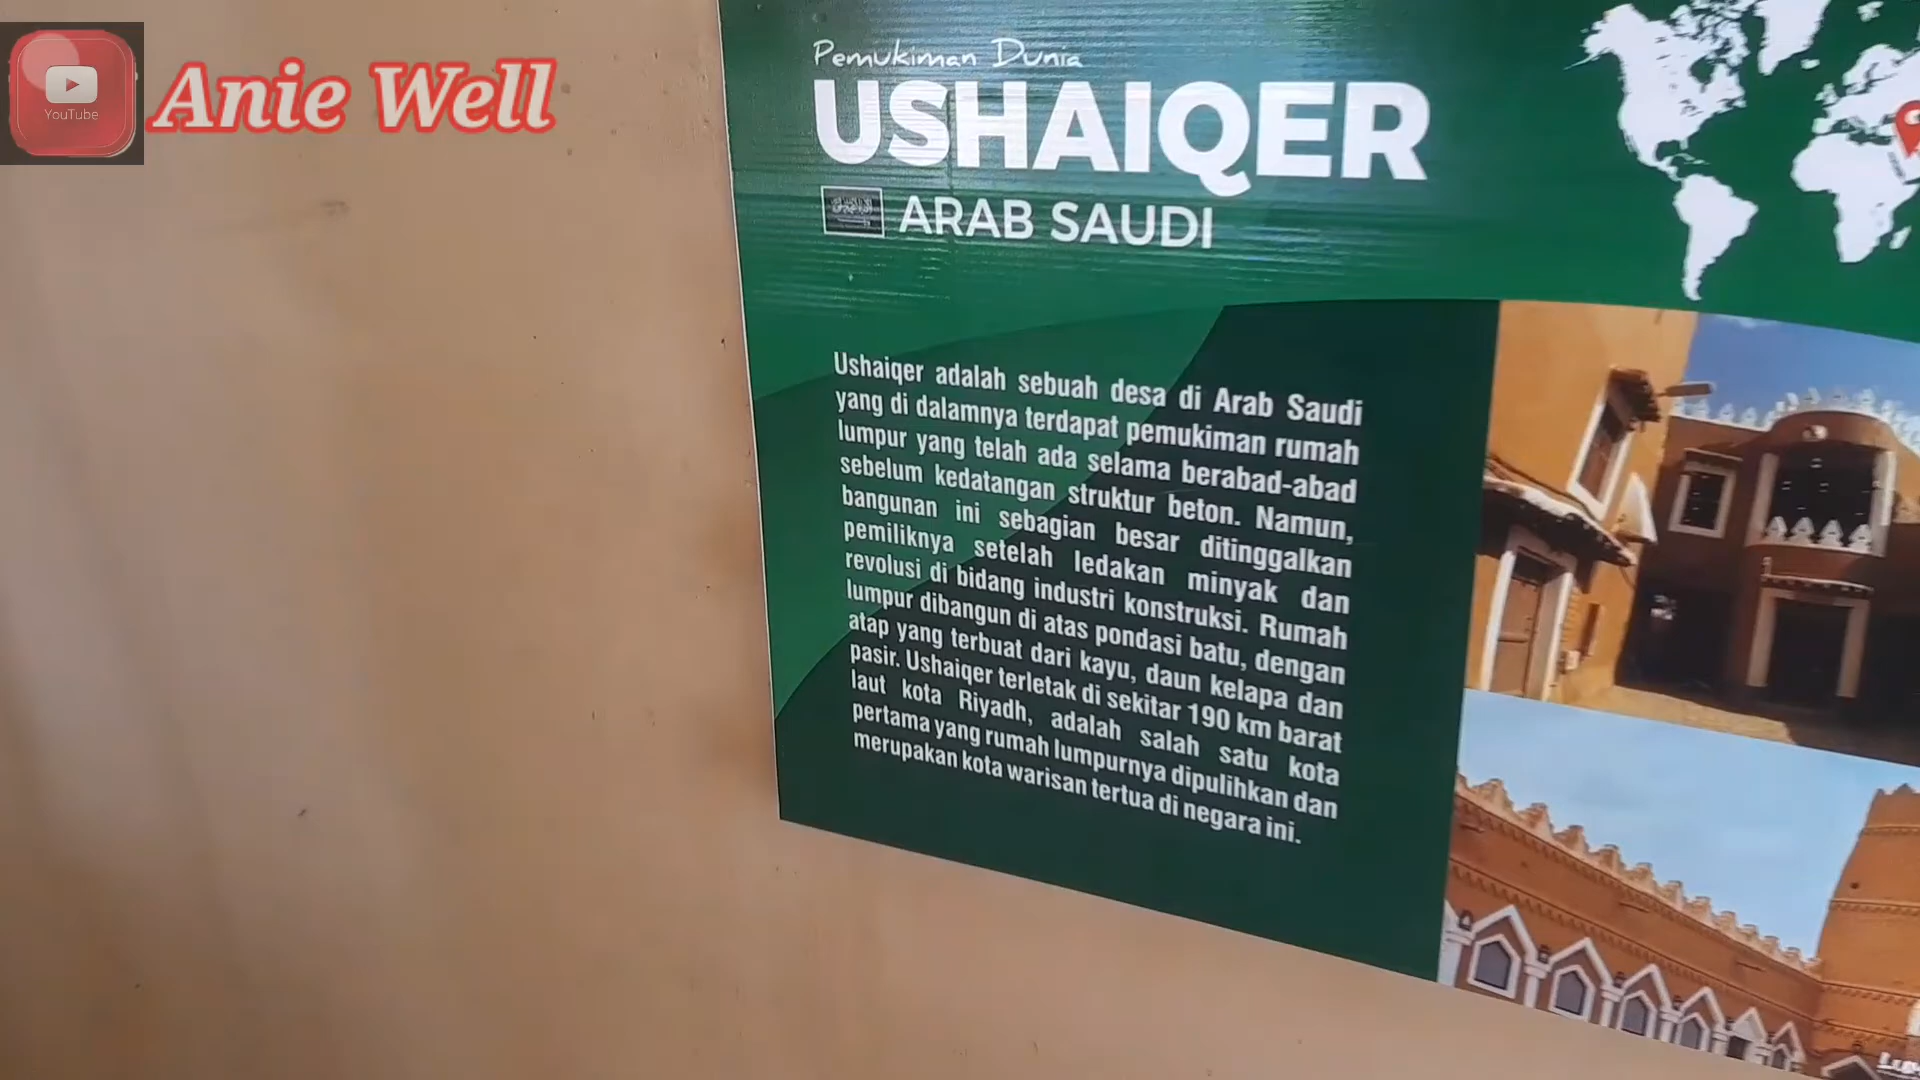 YouTube
Anie Well
Pemukiman Dunia
USHAIQER
ARAB SAUDI
Ushaiqer adalah sebuah desa di Arab Saudi
yang di dalamnya terdapat pemukiman rumah
lumpur yang telah ada selama berabad-abad
sebelum kedatangan struktur beton. Namun,
bangunan ini sebagian besar ditinggalkan
pemiliknya setelah ledakan minyak dan
revolusi di bidang industri konstruksi. Rumah
lumpur dibangun di atas pondasi batu, dengan
atap yang terbuat dari kayu, daun kelapa dan
pasir. Ushaiqer terletak di sekitar 190 km barat
laut kota Riyadh, adalah salah satu kota
pertama yang rumah lumpurnya dipulihkan dan
merupakan kota warisan tertua di negara ini.